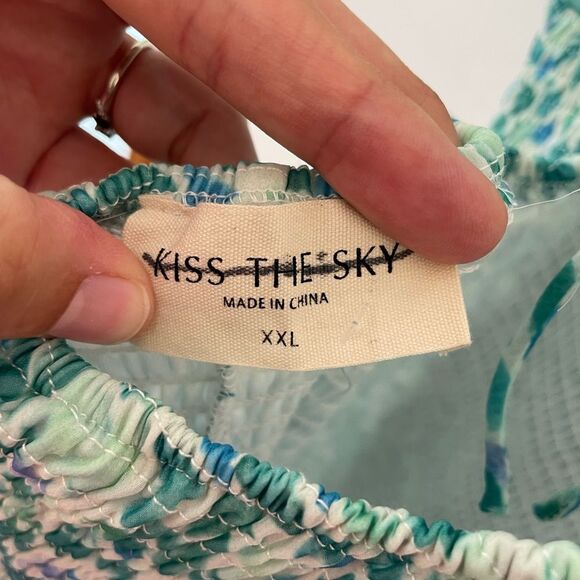 KISS THE SKY
MADE IN CHINA
XXL